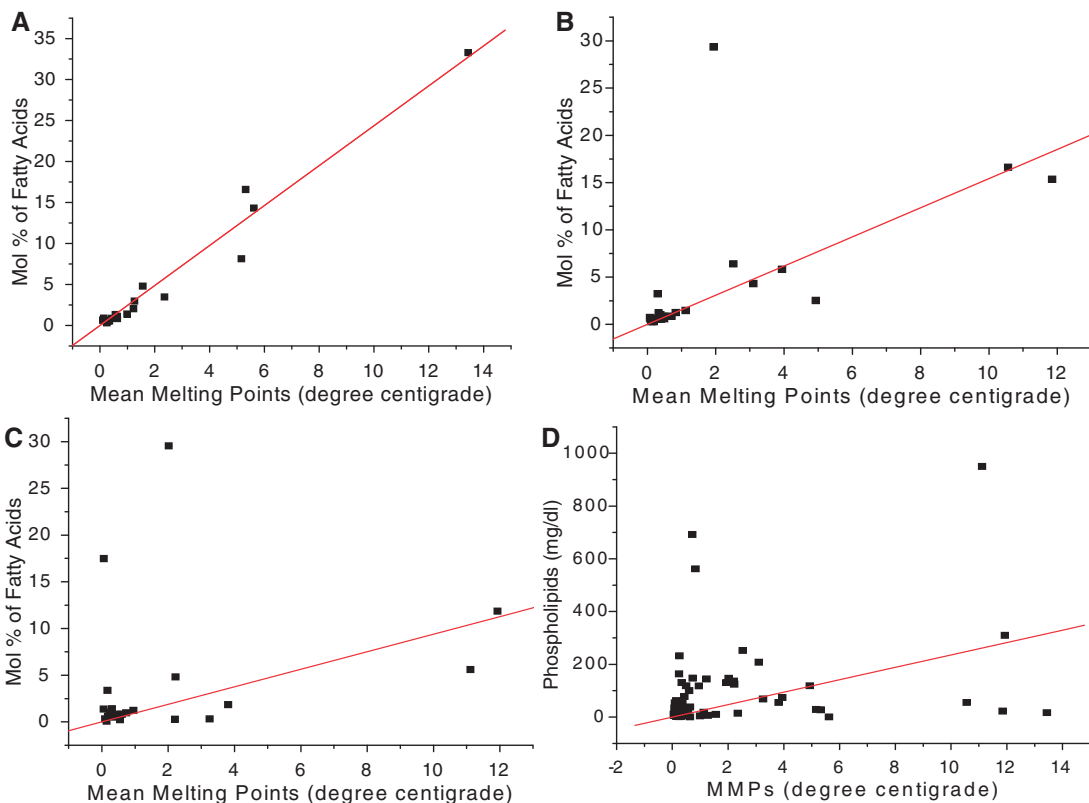 A
Mol % of Fatty Acids
35
30
25
20
15
10
5
0
0 2 4 6 8 10 12 14
Mean Melting Points (degree centigrade)
B
Mol % of Fatty Acids
30
25
20
15
10
5
0
0 2 4 6 8 10 12
Mean Melting Points (degree centigrade)
C
Mol % of Fatty Acids
30
25
20
15
10
5
0
0 2 4 6 8 10 12
Mean Melting Points (degree centigrade)
D
Phospholipids (mg/dl)
1000
800
600
400
200
0
-2 0 2 4 6 8 10 12 14
MMPs (degree centigrade)